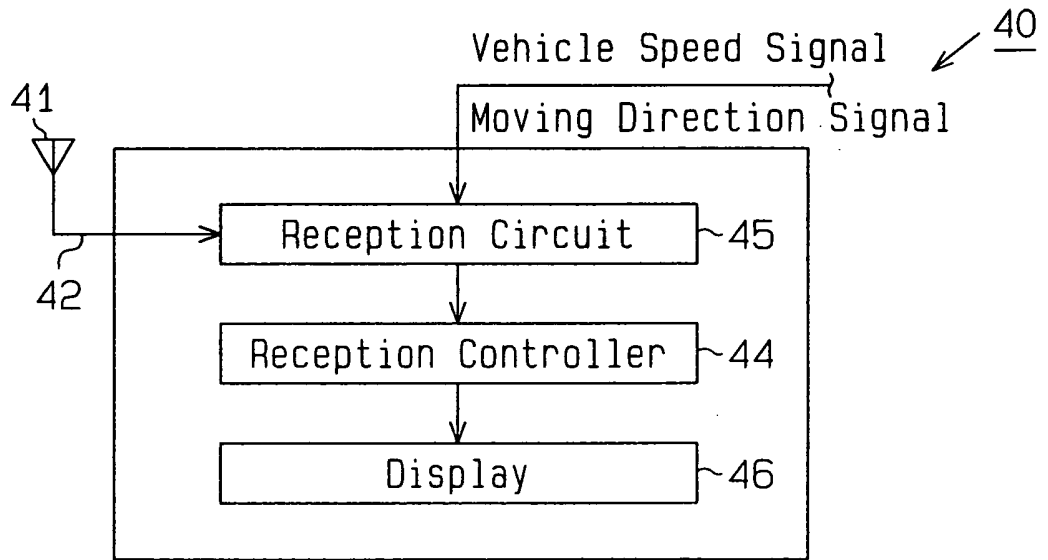 40
Vehicle Speed Signal
41
Moving Direction Signal
Reception Circuit
45
42
Reception Controller
44
Display
46